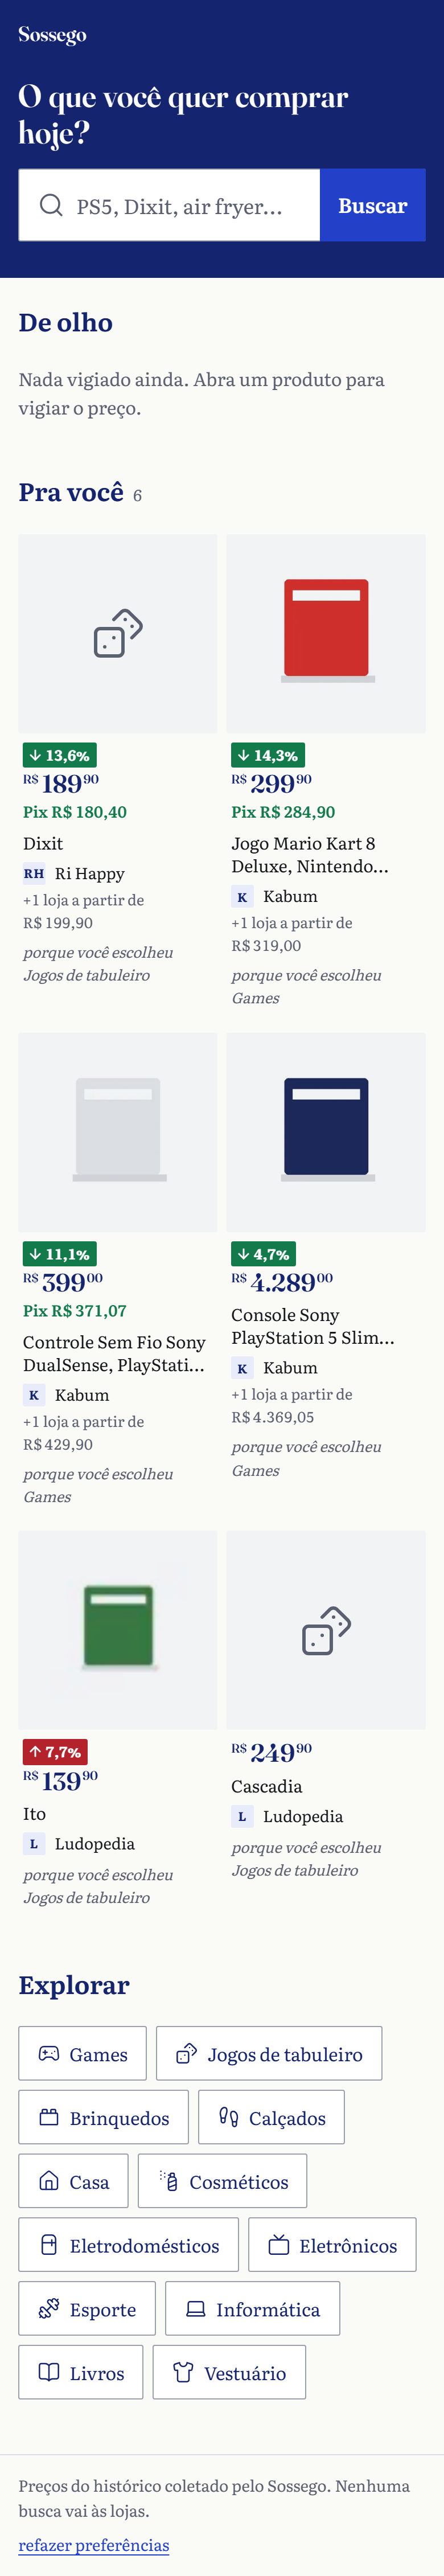 Sossego
O que você quer comprar
hoje?
PS5, Dixit, air fryer...
Buscar
De olho
Nada vigiado ainda. Abra um produto para
vigiar o preço.
Pra você 6
↓ 13,6%
R$ 189 90
Pix R$ 180,40
Dixit
RH Ri Happy
+1 loja a partir de
R$ 199,90
porque você escolheu
Jogos de tabuleiro
↓ 14,3%
R$ 299 90
Pix R$ 284,90
Jogo Mario Kart 8
Deluxe, Nintendo...
K Kabum
+1 loja a partir de
R$ 319,00
porque você escolheu
Games
↓ 11,1%
R$ 399 00
Pix R$ 371,07
Controle Sem Fio Sony
DualSense, PlayStati...
K Kabum
+1 loja a partir de
R$ 429,90
porque você escolheu
Games
↓ 4,7%
R$ 4.289 00
Console Sony
PlayStation 5 Slim...
K Kabum
+1 loja a partir de
R$ 4.369,05
porque você escolheu
Games
↑ 7,7%
R$ 139 90
Ito
L Ludopedia
porque você escolheu
Jogos de tabuleiro
R$ 249 90
Cascadia
L Ludopedia
porque você escolheu
Jogos de tabuleiro
Explorar
Games
Jogos de tabuleiro
Brinquedos
Calçados
Casa
Cosméticos
Eletrodomésticos
Eletrônicos
Esporte
Informática
Livros
Vestuário
Preços do histórico coletado pelo Sossego. Nenhuma
busca vai às lojas.
refazer preferências